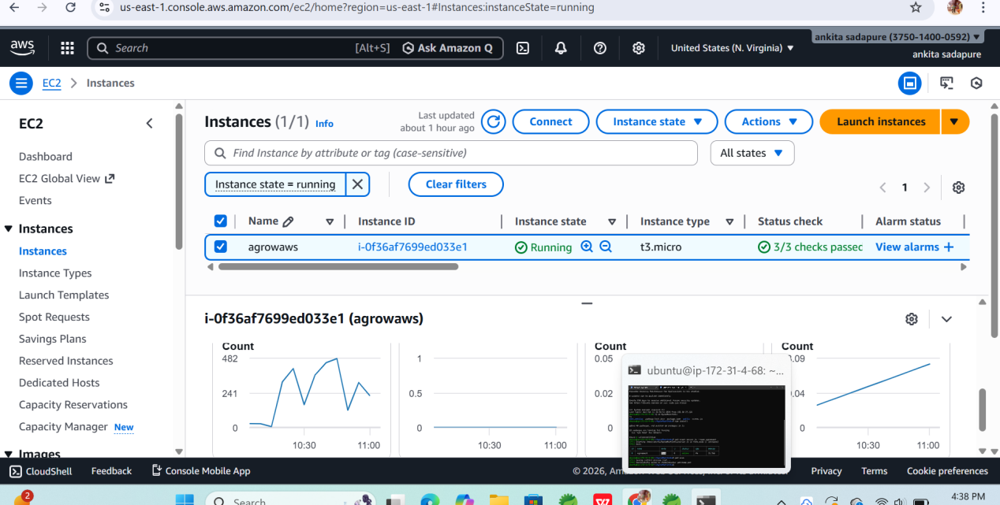 us-east-1.console.aws.amazon.com/ec2/home?region=us-east-1#Instances:instanceState=running
aws
Search [Alt+S] Ask Amazon Q
United States (N. Virginia)
ankita sadapure (3750-1400-0592)
ankita sadapure
EC2
Instances
EC2
Dashboard
EC2 Global View
Events
Instances
Instances
Instance Types
Launch Templates
Spot Requests
Savings Plans
Reserved Instances
Dedicated Hosts
Capacity Reservations
Capacity Manager New
Images
Instances (1/1) Info
Last updated
about 1 hour ago
Connect
Instance state
Actions
Launch instances
Find Instance by attribute or tag (case-sensitive)
All states
Instance state = running
Clear filters
1
Name Instance ID Instance state Instance type Status check Alarm status
agrowaws i-0f36af7699ed033e1 Running t3.micro 3/3 checks passec View alarms +
i-0f36af7699ed033e1 (agrowaws)
Count
482
241
0
10:30 11:00
1
0.5
0
10:30 11:00
Count
0.05
0.02
0
Count
.09
.04
0
10:30 11:00
ubuntu@ip-172-31-4-68: ~...
CloudShell Feedback Console Mobile App
© 2026, Am
Privacy Terms Cookie preferences
2
Search
4:38 PM